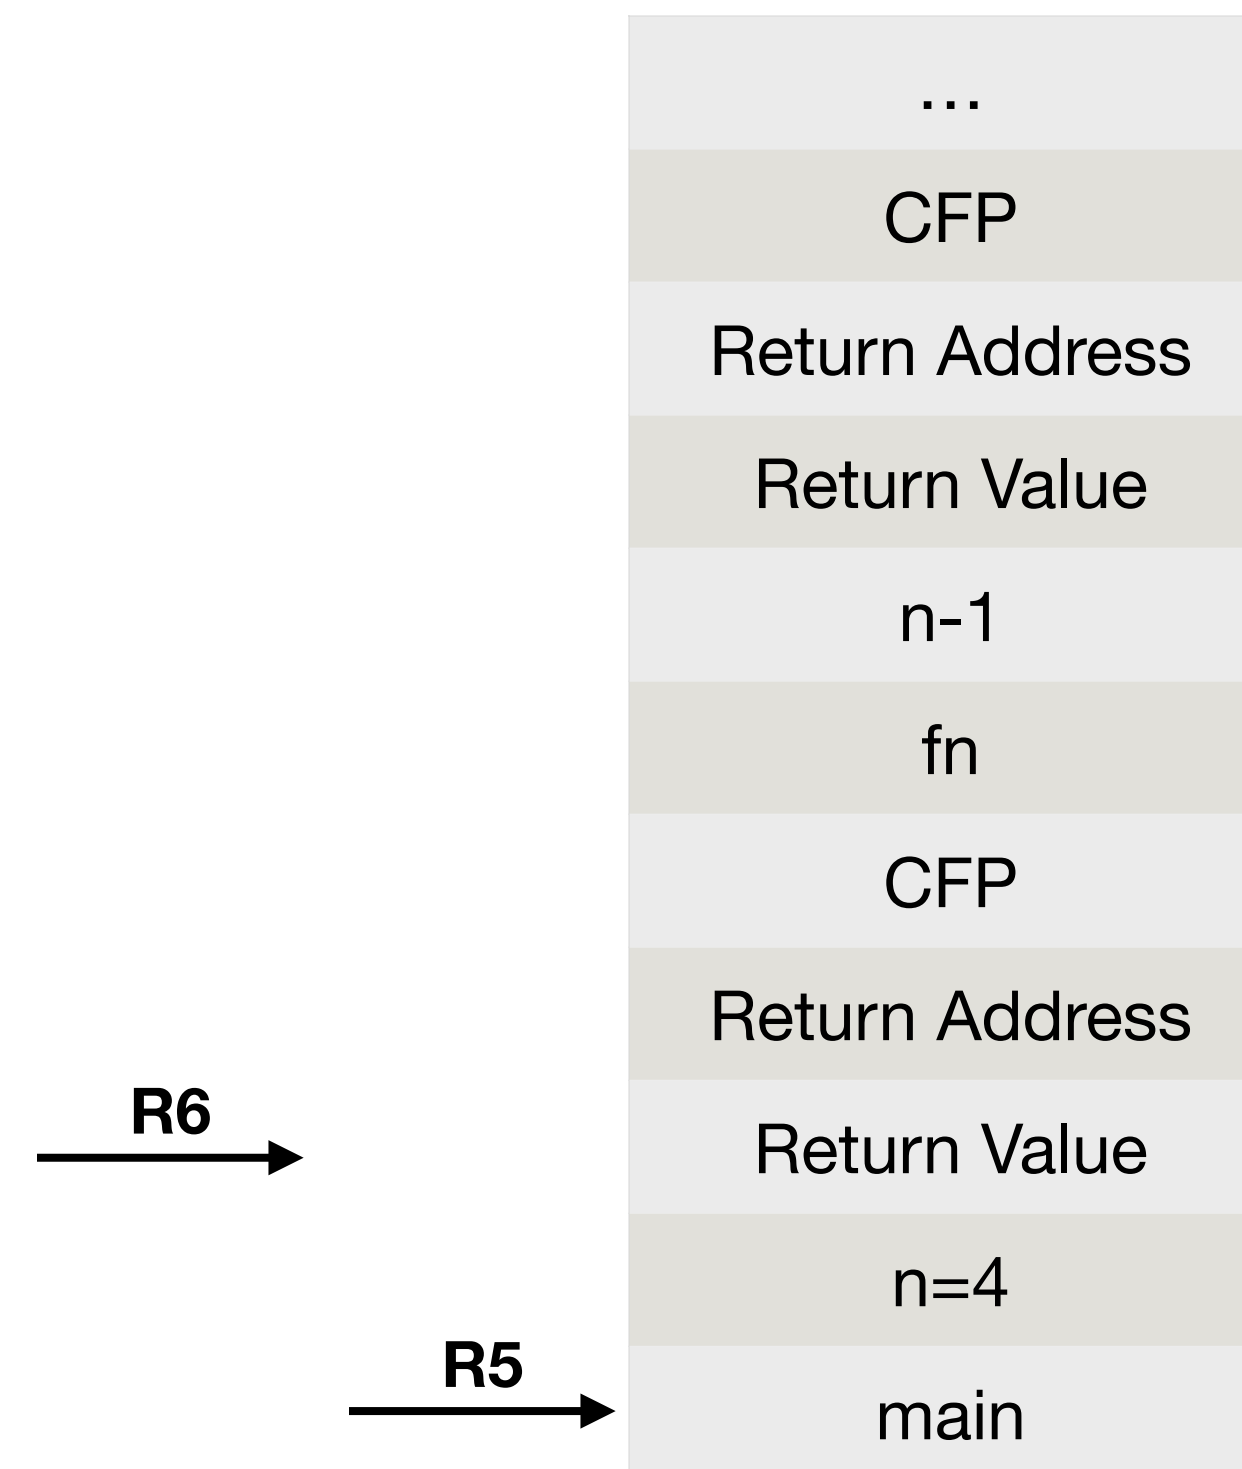 ...
CFP
Return Address
Return Value
n-1
fn
CFP
Return Address
R6
Return Value
n=4
R5
main